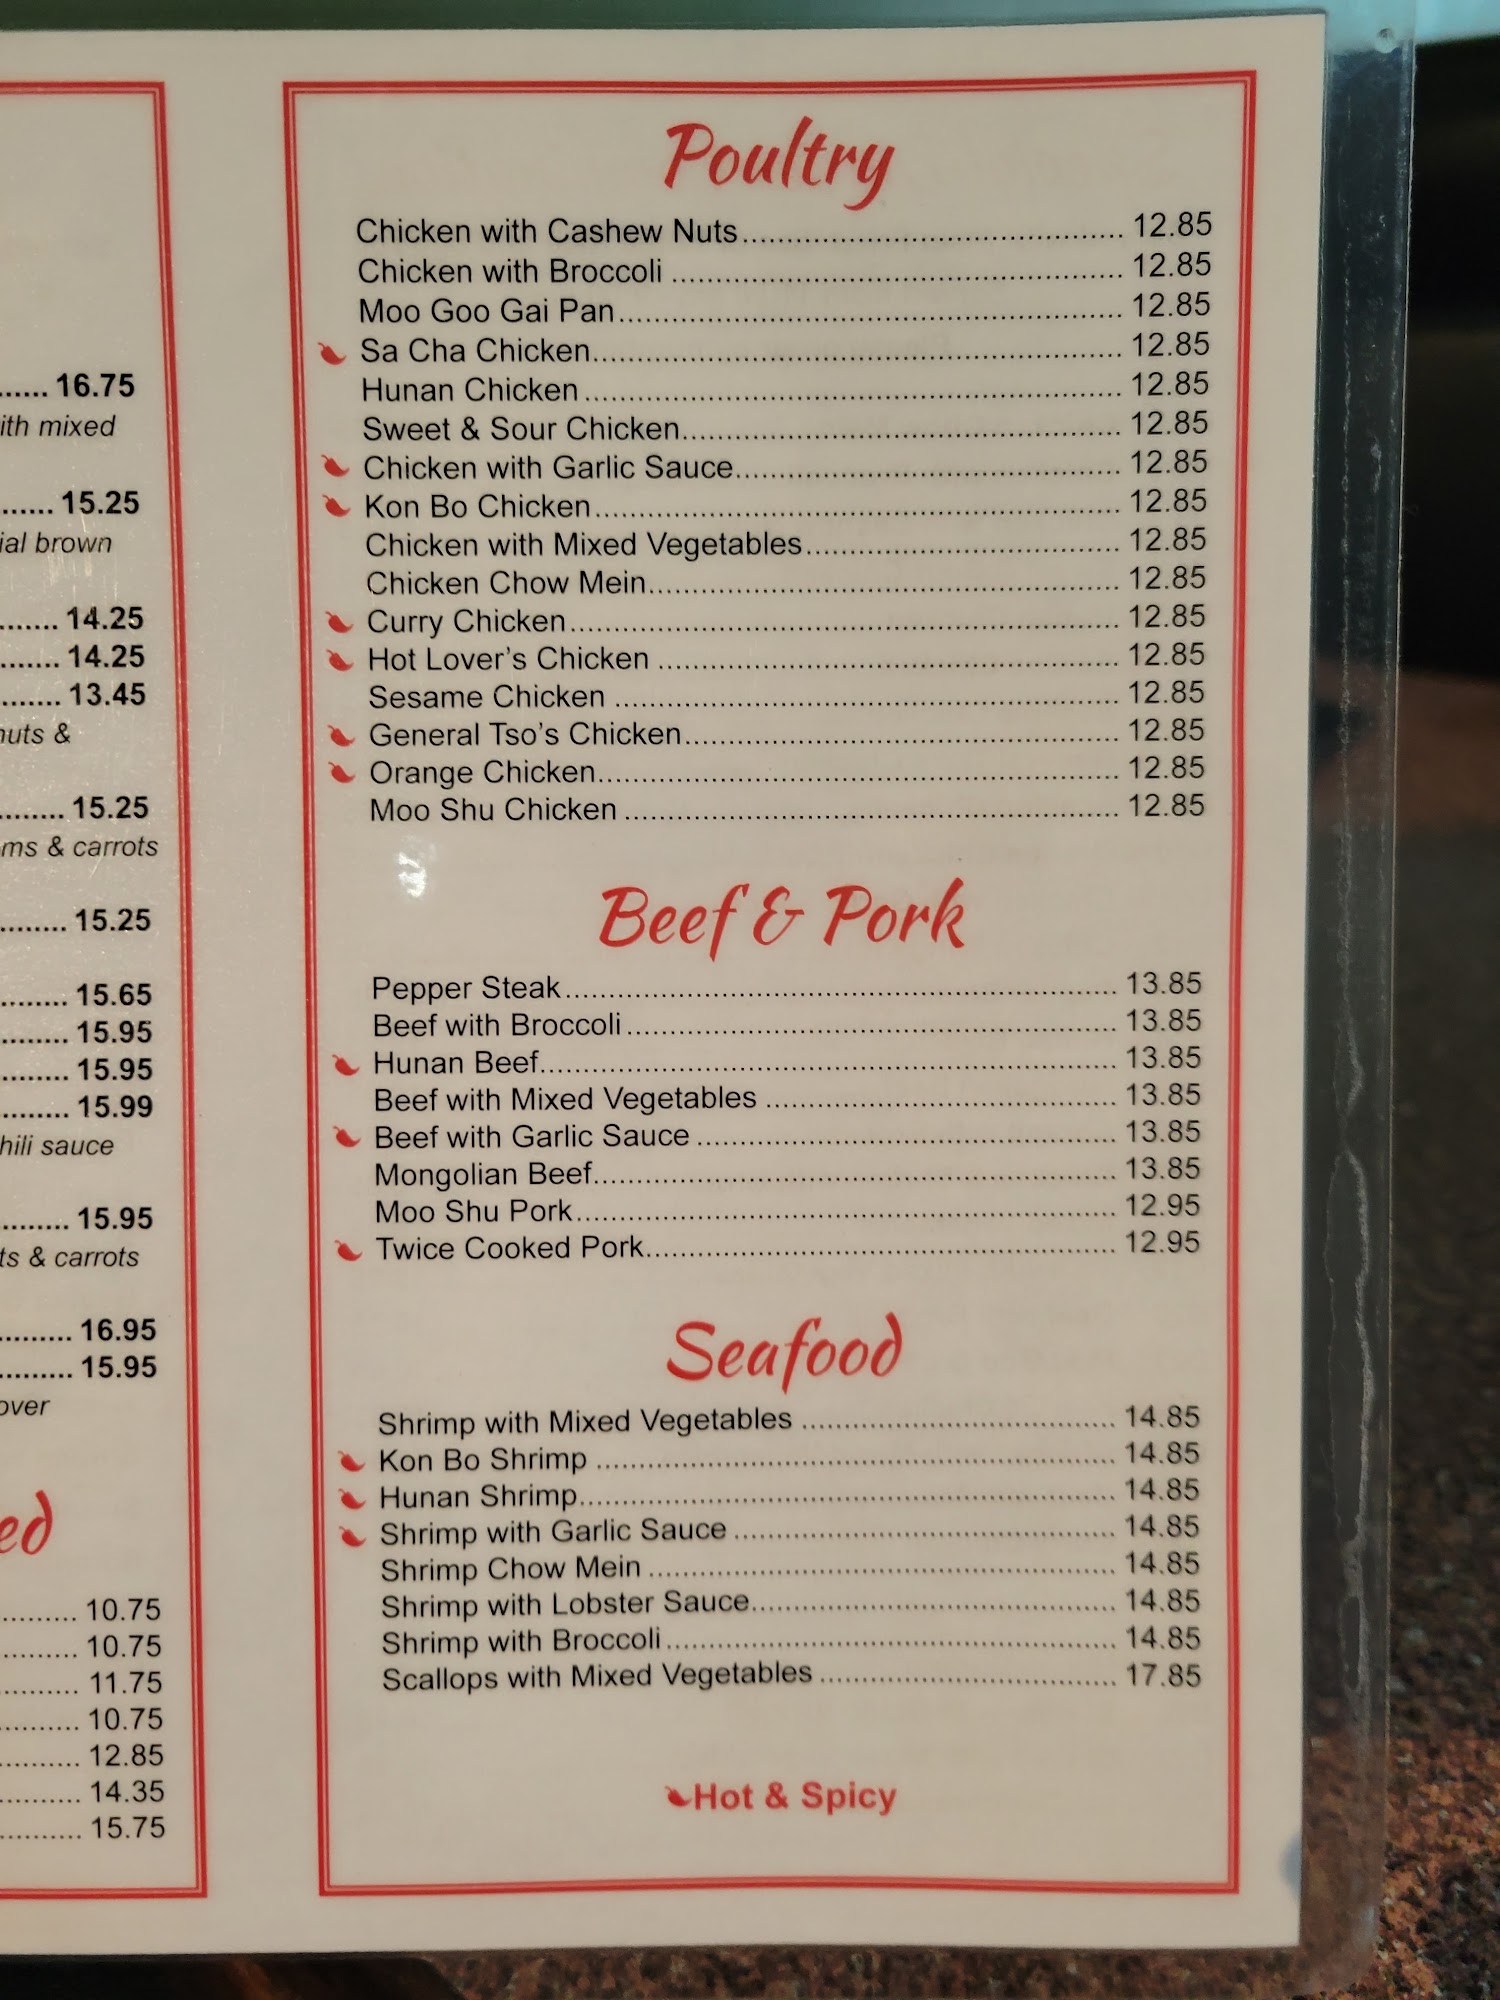 16.75
ith mixed
15.25
ial brown
14.25
14.25
13.45
nuts &
15.25
ms & carrots
15.25
15.65
15.95
15.95
15.99
hili sauce
15.95
ts & carrots
16.95
15.95
over
ed
10.75
10.75
11.75
10.75
12.85
14.35
15.75
Poultry
Chicken with Cashew Nuts 12.85
Chicken with Broccoli 12.85
Moo Goo Gai Pan 12.85
Sa Cha Chicken 12.85
Hunan Chicken 12.85
Sweet & Sour Chicken 12.85
Chicken with Garlic Sauce 12.85
Kon Bo Chicken 12.85
Chicken with Mixed Vegetables 12.85
Chicken Chow Mein 12.85
Curry Chicken 12.85
Hot Lover's Chicken 12.85
Sesame Chicken 12.85
General Tso's Chicken 12.85
Orange Chicken 12.85
Moo Shu Chicken 12.85
Beef & Pork
Pepper Steak 13.85
Beef with Broccoli 13.85
Hunan Beef 13.85
Beef with Mixed Vegetables 13.85
Beef with Garlic Sauce 13.85
Mongolian Beef 13.85
Moo Shu Pork 12.95
Twice Cooked Pork 12.95
Seafood
Shrimp with Mixed Vegetables 14.85
Kon Bo Shrimp 14.85
Hunan Shrimp 14.85
Shrimp with Garlic Sauce 14.85
Shrimp Chow Mein 14.85
Shrimp with Lobster Sauce 14.85
Shrimp with Broccoli 14.85
Scallops with Mixed Vegetables 17.85
Hot & Spicy